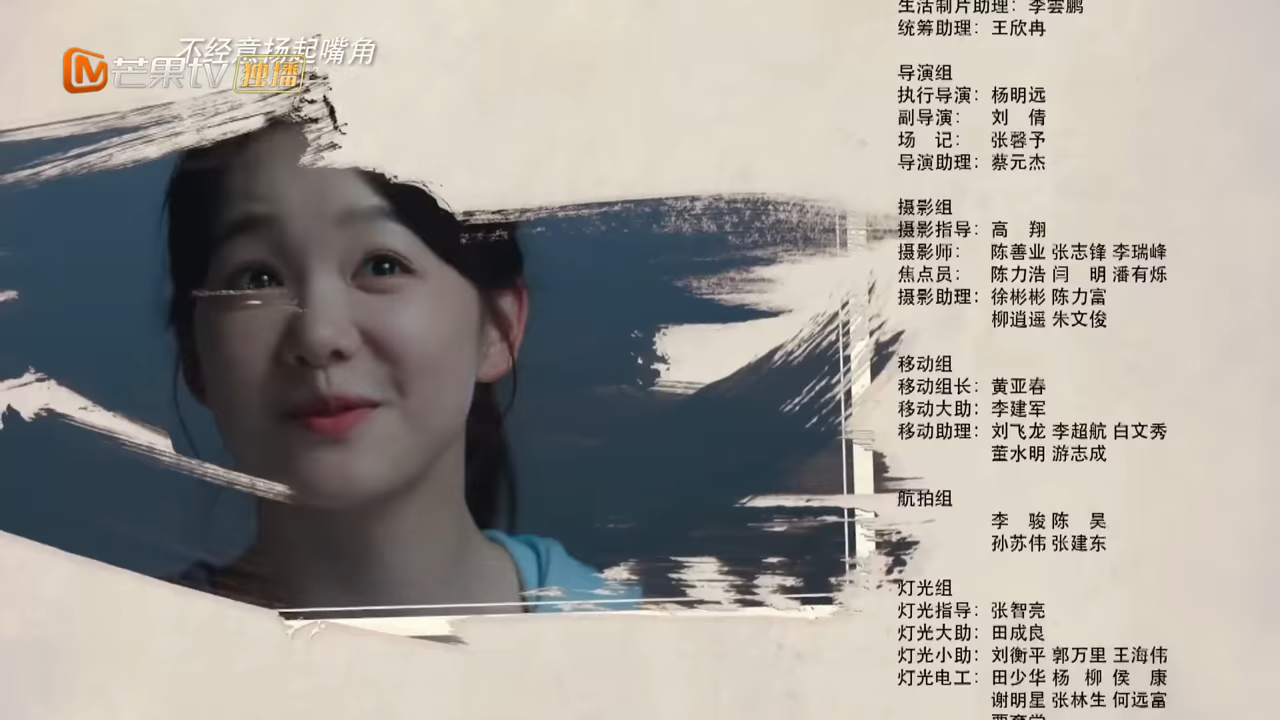 不经意扬起嘴角
芒果TV 独播
生活制片助理：李雲鹏
统筹助理：王欣冉
导演组
执行导演：杨明远
副导演：刘　倩
场　记：张馨予
导演助理：蔡元杰
摄影组
摄影指导：高　翔
摄影师：陈善业 张志锋 李瑞峰
焦点员：陈力浩 闫　明 潘有烁
摄影助理：徐彬彬 陈力富
柳逍遥 朱文俊
移动组
移动组长：黄亚春
移动大助：李建军
移动助理：刘飞龙 李超航 白文秀
董水明 游志成
航拍组
李　骏 陈　昊
孙苏伟 张建东
灯光组
灯光指导：张智亮
灯光大助：田成良
灯光小助：刘衡平 郭万里 王海伟
灯光电工：田少华 杨　柳 侯　康
谢明星 张林生 何远富